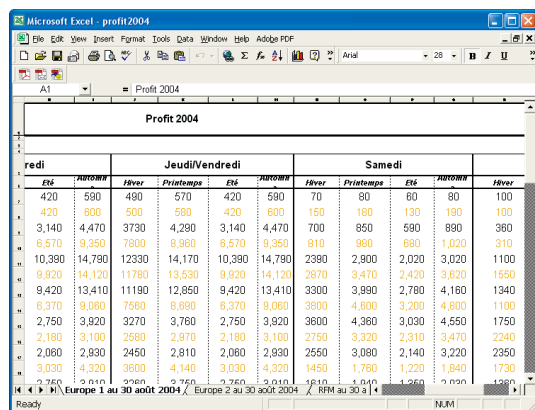 Microsoft Excel - profit2004
File Edit View Insert Format Tools Data Window Help Adobe PDF
Arial 28 B I U
A1 = Profit 2004
Profit 2004
redi Jeudi/Vendredi Samedi
Eté Automne Hiver Printemps Eté Automne Hiver Printemps Eté Automne Hiver
420 590 490 570 420 590 70 80 60 80 100
420 600 500 580 420 600 150 180 130 190 100
3,140 4,470 3730 4,290 3,140 4,470 700 850 590 890 360
6,570 9,350 7800 8,960 6,570 9,350 810 980 680 1,020 310
10,390 14,790 12330 14,170 10,390 14,790 2390 2,900 2,020 3,020 1100
9,920 14,120 11780 13,530 9,920 14,120 2870 3,470 2,420 3,620 1550
9,420 13,410 11190 12,850 9,420 13,410 3300 3,990 2,780 4,160 1340
6,370 9,060 7560 8,690 6,370 9,060 3800 4,600 3,200 4,800 1100
2,750 3,920 3270 3,760 2,750 3,920 3600 4,360 3,030 4,550 1750
2,180 3,100 2580 2,970 2,180 3,100 2750 3,320 2,310 3,470 2240
2,060 2,930 2450 2,810 2,060 2,930 2550 3,080 2,140 3,220 2350
3,030 4,320 3600 4,140 3,030 4,320 1450 1,760 1,220 1,840 1730
Europe 1 au 30 août 2004 Europe 2 au 30 août 2004 RFM au 30 a
Ready NUM